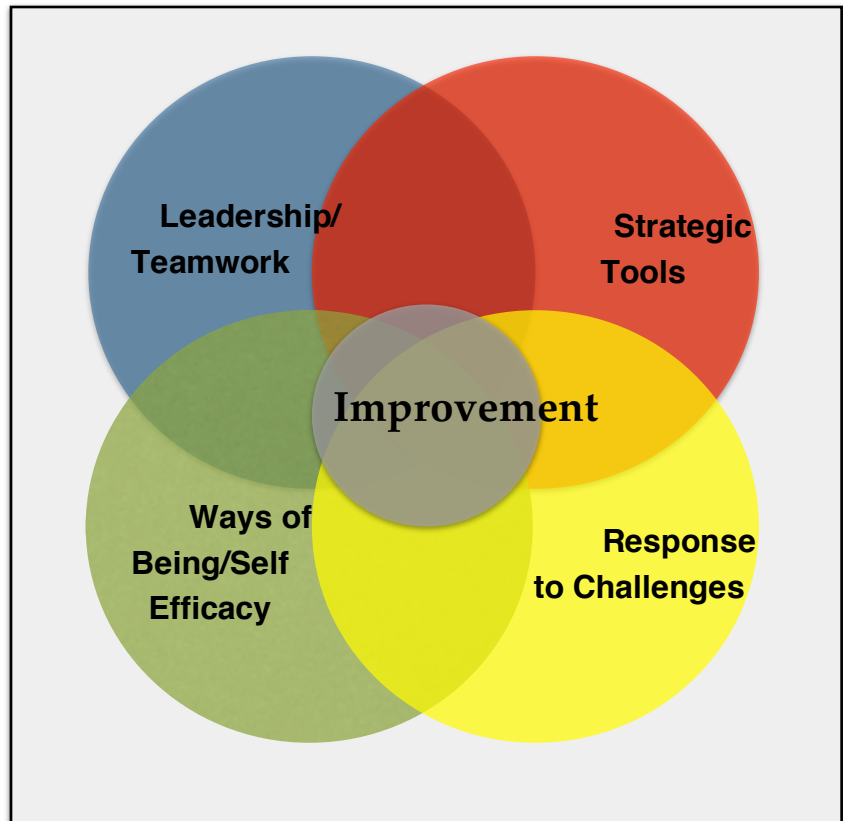 Leadership/
Teamwork
Strategic
Tools
Improvement
Ways of
Being/Self
Efficacy
Response
to Challenges